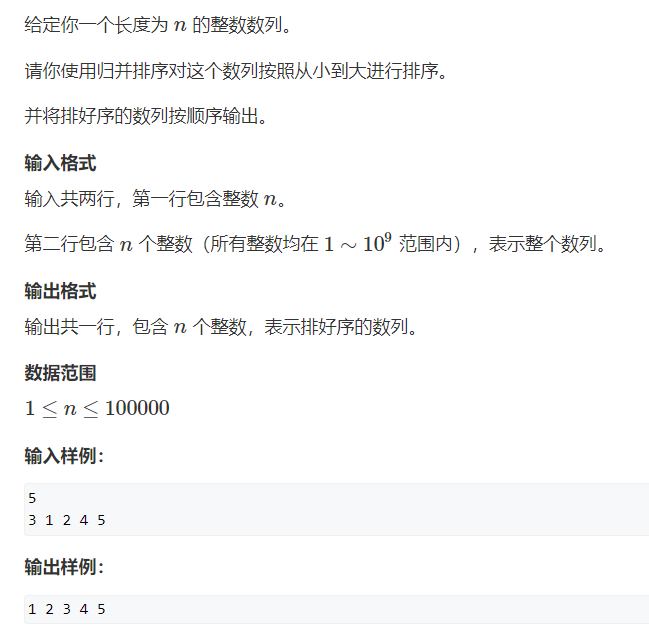 给定你一个长度为 n 的整数数列。
请你使用归并排序对这个数列按照从小到大进行排序。
并将排好序的数列按顺序输出。
输入格式
输入共两行，第一行包含整数 n。
第二行包含 n 个整数（所有整数均在 1 ∼ 10⁹ 范围内），表示整个数列。
输出格式
输出共一行，包含 n 个整数，表示排好序的数列。
数据范围
1 ≤ n ≤ 100000
输入样例：
5
3 1 2 4 5
输出样例：
1 2 3 4 5